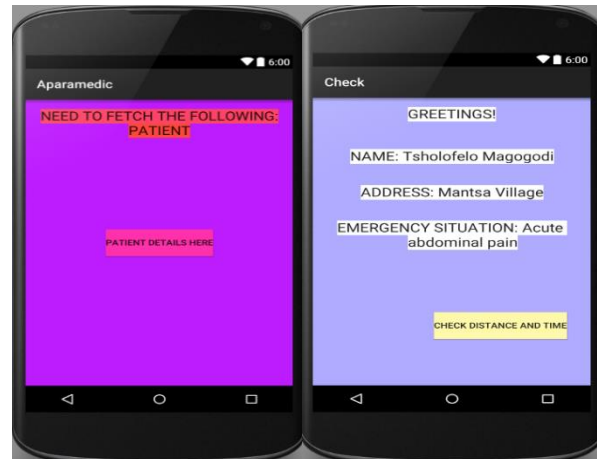 6:00
Aparamedic
NEED TO FETCH THE FOLLOWING:
PATIENT
PATIENT DETAILS HERE
6:00
Check
GREETINGS!
NAME: Tsholofelo Magogodi
ADDRESS: Mantsa Village
EMERGENCY SITUATION: Acute
abdominal pain
CHECK DISTANCE AND TIME